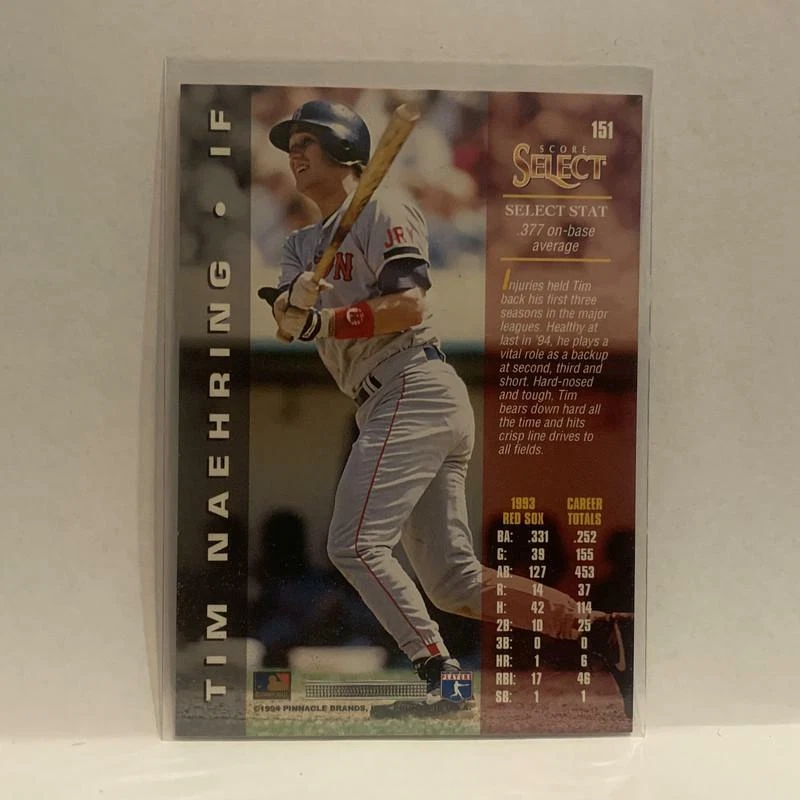 TIM NAEHRING • IF
151
SCORE
SELECT
SELECT STAT
.377 on-base
average
Injuries held Tim
back his first three
seasons in the major
leagues. Healthy at
last in '94, he plays a
vital role as a backup
at second, third and
short. Hard-nosed
and tough, Tim
bears down hard all
the time and hits
crisp line drives to
all fields.
1993 CAREER
RED SOX TOTALS
BA: .331 .252
G: 39 155
AB: 127 453
R: 14 37
H: 42 114
2B: 10 25
3B: 0 0
HR: 1 6
RBI: 17 46
SB: 1 1
JRY
ON
PLAYERS
©1994 PINNACLE BRANDS,